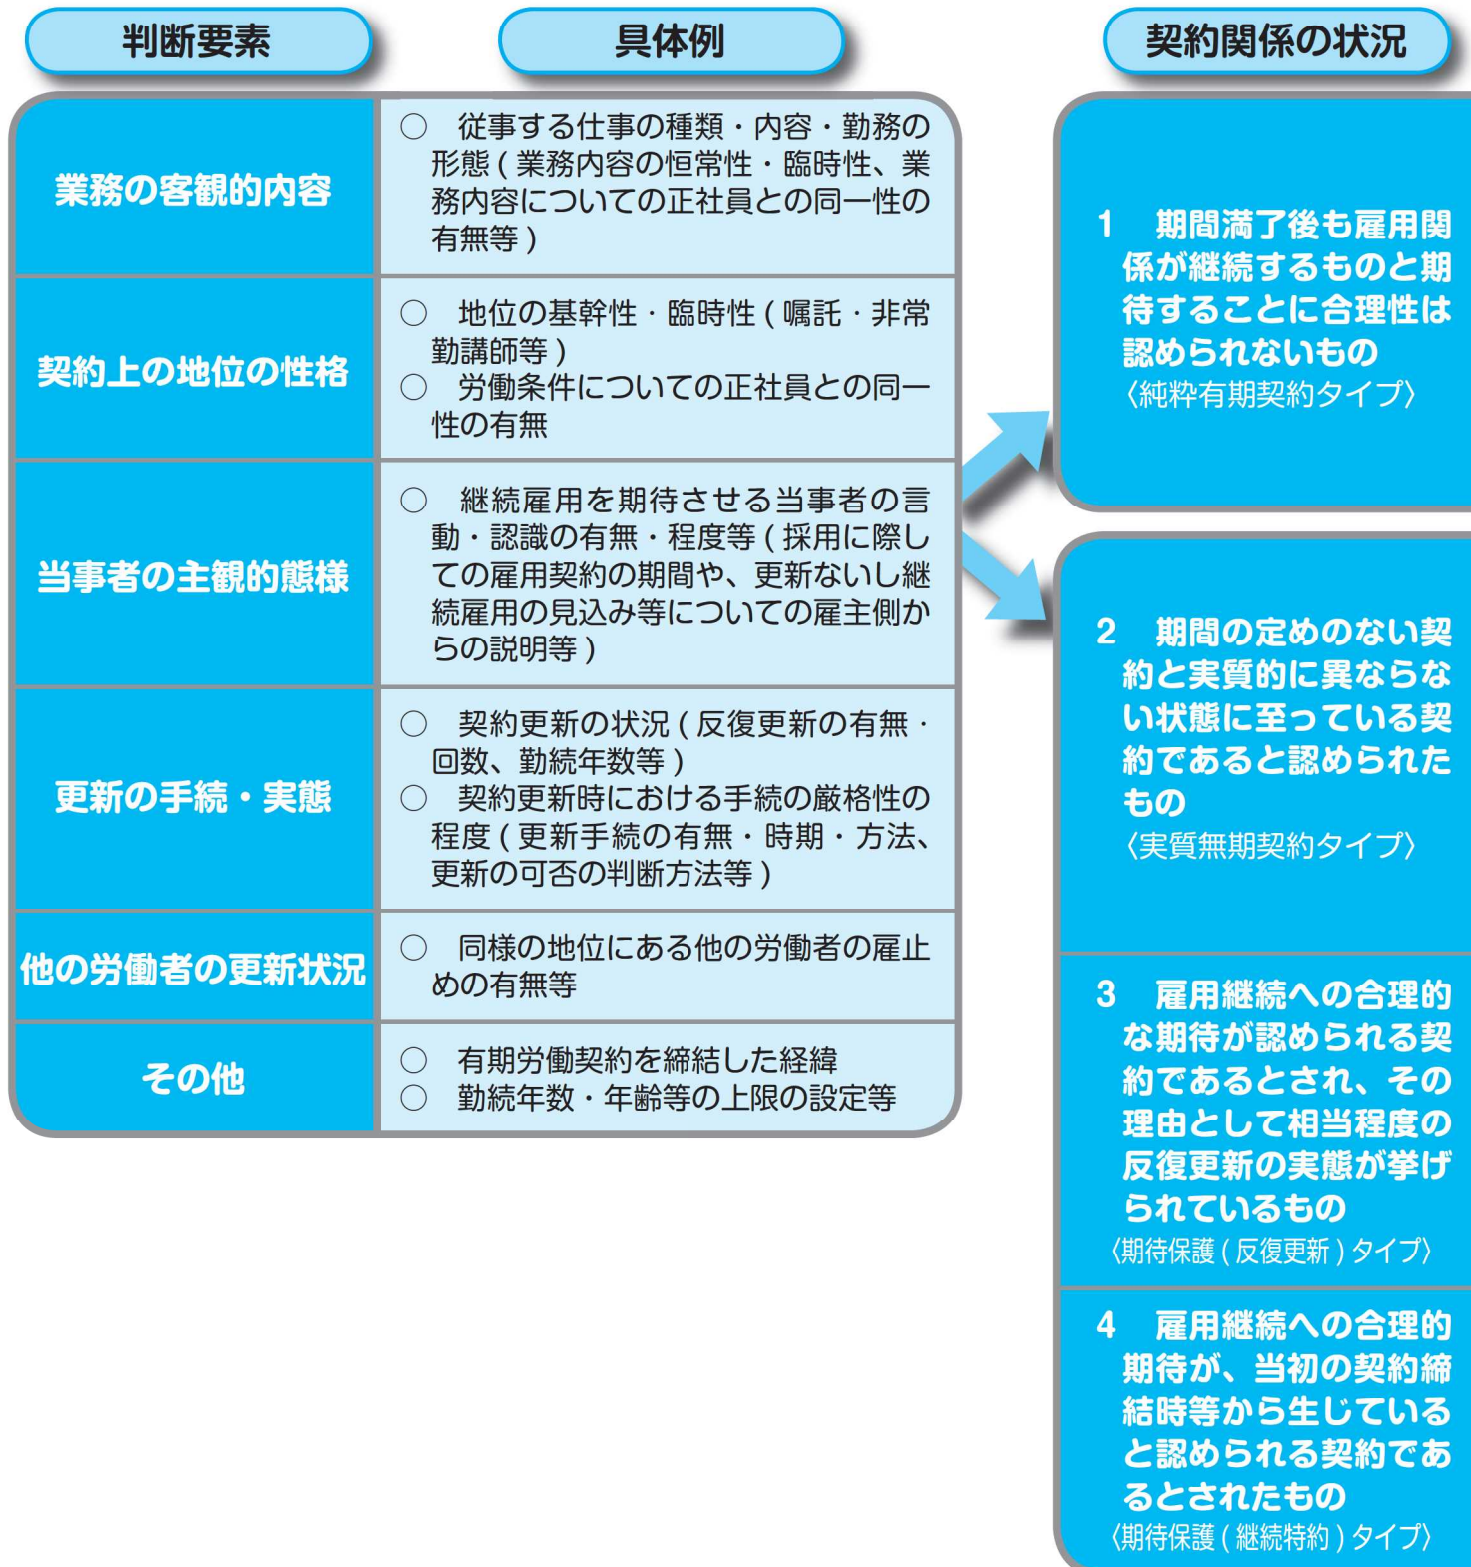 判断要素
具体例
契約関係の状況
業務の客観的内容
○ 従事する仕事の種類・内容・勤務の
形態(業務内容の恒常性・臨時性、業
務内容についての正社員との同一性の
有無等)
契約上の地位の性格
○ 地位の基幹性・臨時性(嘱託・非常
勤講師等)
○ 労働条件についての正社員との同一
性の有無
当事者の主観的態様
○ 継続雇用を期待させる当事者の言
動・認識の有無・程度等(採用に際し
ての雇用契約の期間や、更新ないし継
続雇用の見込み等についての雇主側か
らの説明等)
更新の手続・実態
○ 契約更新の状況(反復更新の有無・
回数、勤続年数等)
○ 契約更新時における手続の厳格性の
程度(更新手続の有無・時期・方法、
更新の可否の判断方法等)
他の労働者の更新状況
○ 同様の地位にある他の労働者の雇止
めの有無等
その他
○ 有期労働契約を締結した経緯
○ 勤続年数・年齢等の上限の設定等
1 期間満了後も雇用関
係が継続するものと期
待することに合理性は
認められないもの
〈純粋有期契約タイプ〉
2 期間の定めのない契
約と実質的に異ならな
い状態に至っている契
約であると認められた
もの
〈実質無期契約タイプ〉
3 雇用継続への合理的
な期待が認められる契
約であるとされ、その
理由として相当程度の
反復更新の実態が挙げ
られているもの
〈期待保護(反復更新)タイプ〉
4 雇用継続への合理的
期待が、当初の契約締
結時等から生じている
と認められる契約であ
るとされたもの
〈期待保護(継続特約)タイプ〉